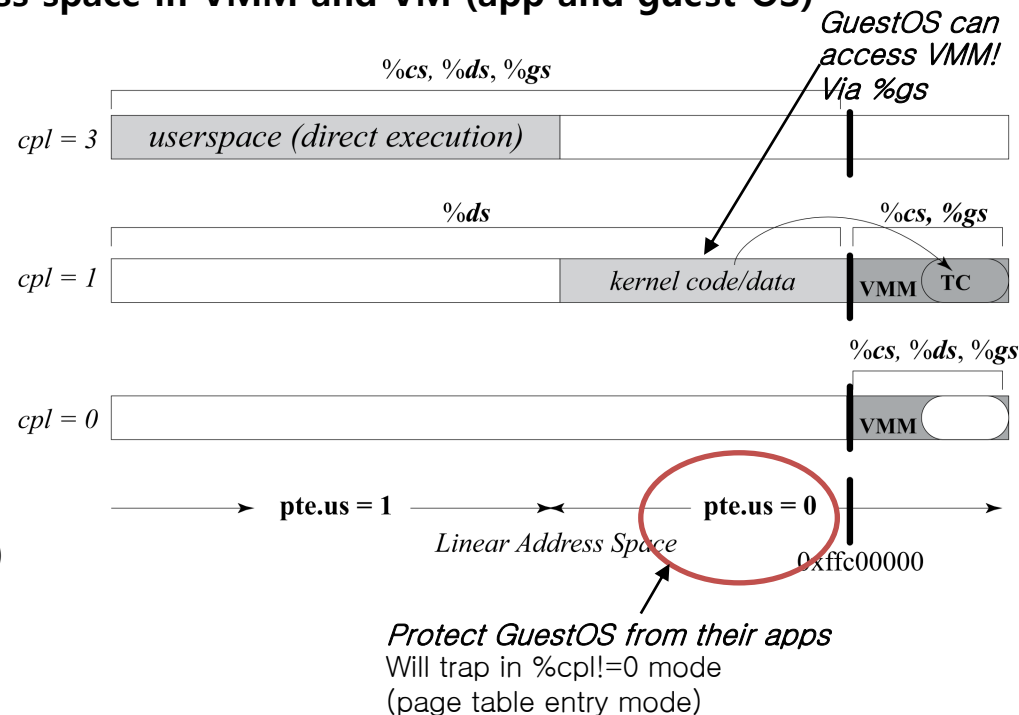 ss space in VMM and VM (app and guest OS)
GuestOS can
access VMM!
Via %gs
%cs, %ds, %gs
cpl = 3
userspace (direct execution)
%ds
%cs, %gs
cpl = 1
kernel code/data
VMM
TC
%cs, %ds, %gs
cpl = 0
VMM
pte.us = 1
pte.us = 0
Linear Address Space
0xffc00000
)
Protect GuestOS from their apps
Will trap in %cpl!=0 mode
(page table entry mode)